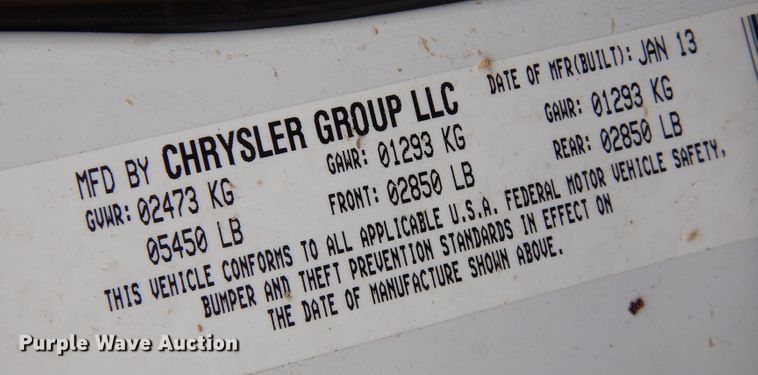 MFD BY CHRYSLER GROUP LLC DATE OF MFR(BUILT): JAN 13
GVWR: 02473 KG GAWR: 01293 KG GAWR: 01293 KG
05450 LB FRONT: 02850 LB REAR: 02850 LB
THIS VEHICLE CONFORMS TO ALL APPLICABLE U.S.A. FEDERAL MOTOR VEHICLE SAFETY,
BUMPER AND THEFT PREVENTION STANDARDS IN EFFECT ON
THE DATE OF MANUFACTURE SHOWN ABOVE.
Purple Wave Auction